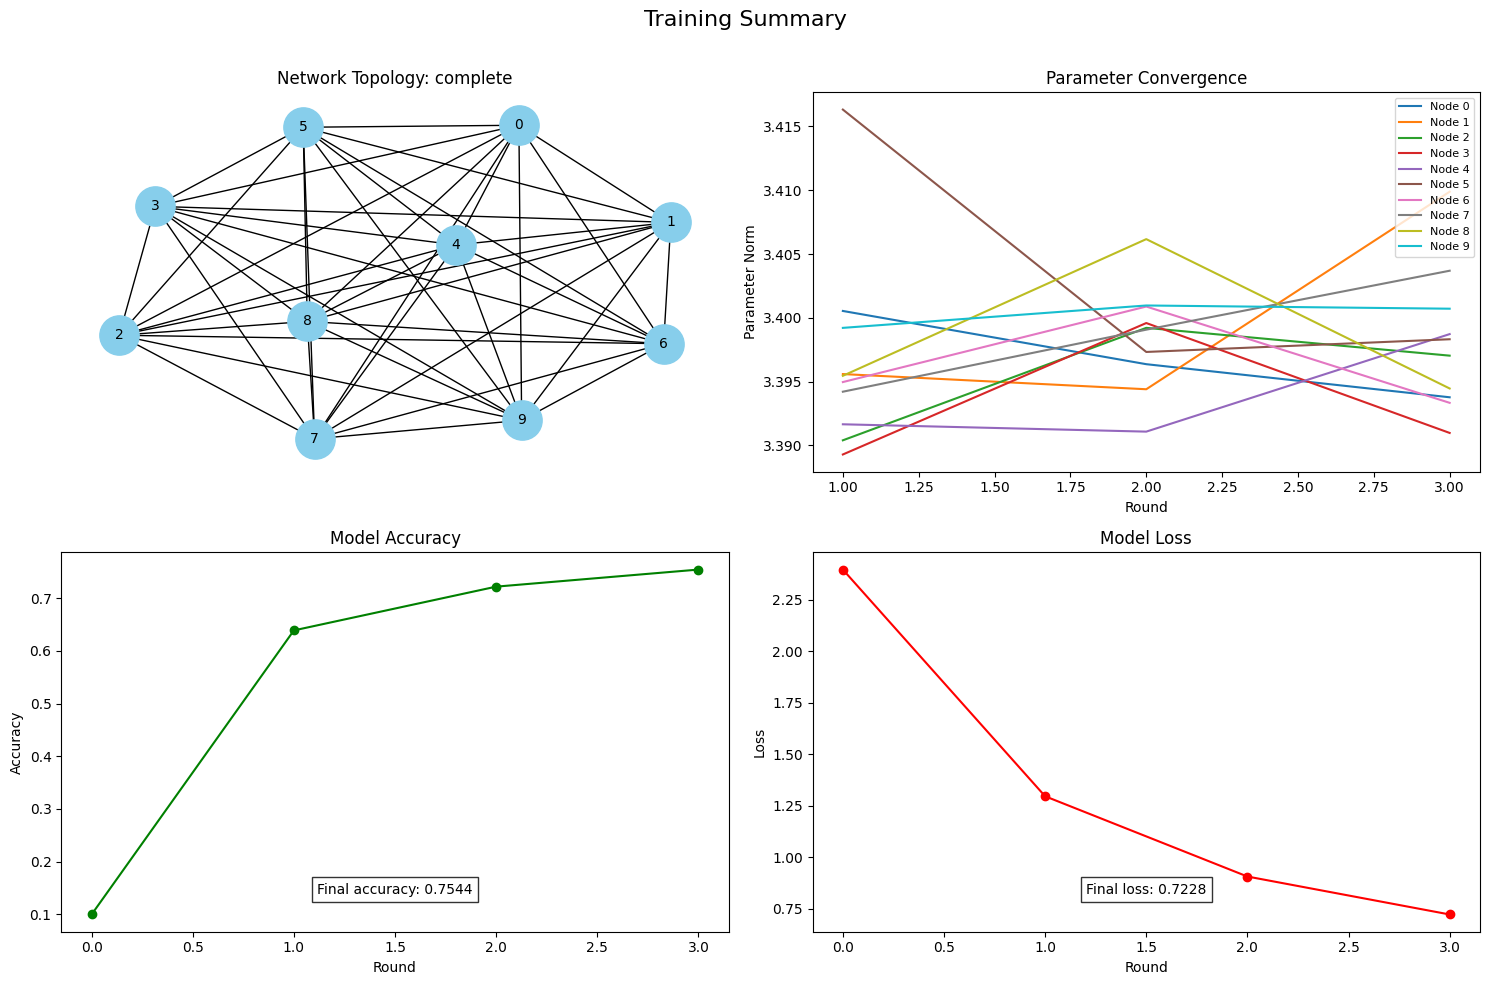 Training Summary
Network Topology: complete
5
0
3
1
4
8
2
6
9
7
Parameter Convergence
Parameter Norm
3.415
3.410
3.405
3.400
3.395
3.390
Node 0
Node 1
Node 2
Node 3
Node 4
Node 5
Node 6
Node 7
Node 8
Node 9
1.00 1.25 1.50 1.75 2.00 2.25 2.50 2.75 3.00
Round
Model Accuracy
Accuracy
0.7
0.6
0.5
0.4
0.3
0.2
0.1
Final accuracy: 0.7544
0.0 0.5 1.0 1.5 2.0 2.5 3.0
Round
Model Loss
Loss
2.25
2.00
1.75
1.50
1.25
1.00
0.75
Final loss: 0.7228
0.0 0.5 1.0 1.5 2.0 2.5 3.0
Round